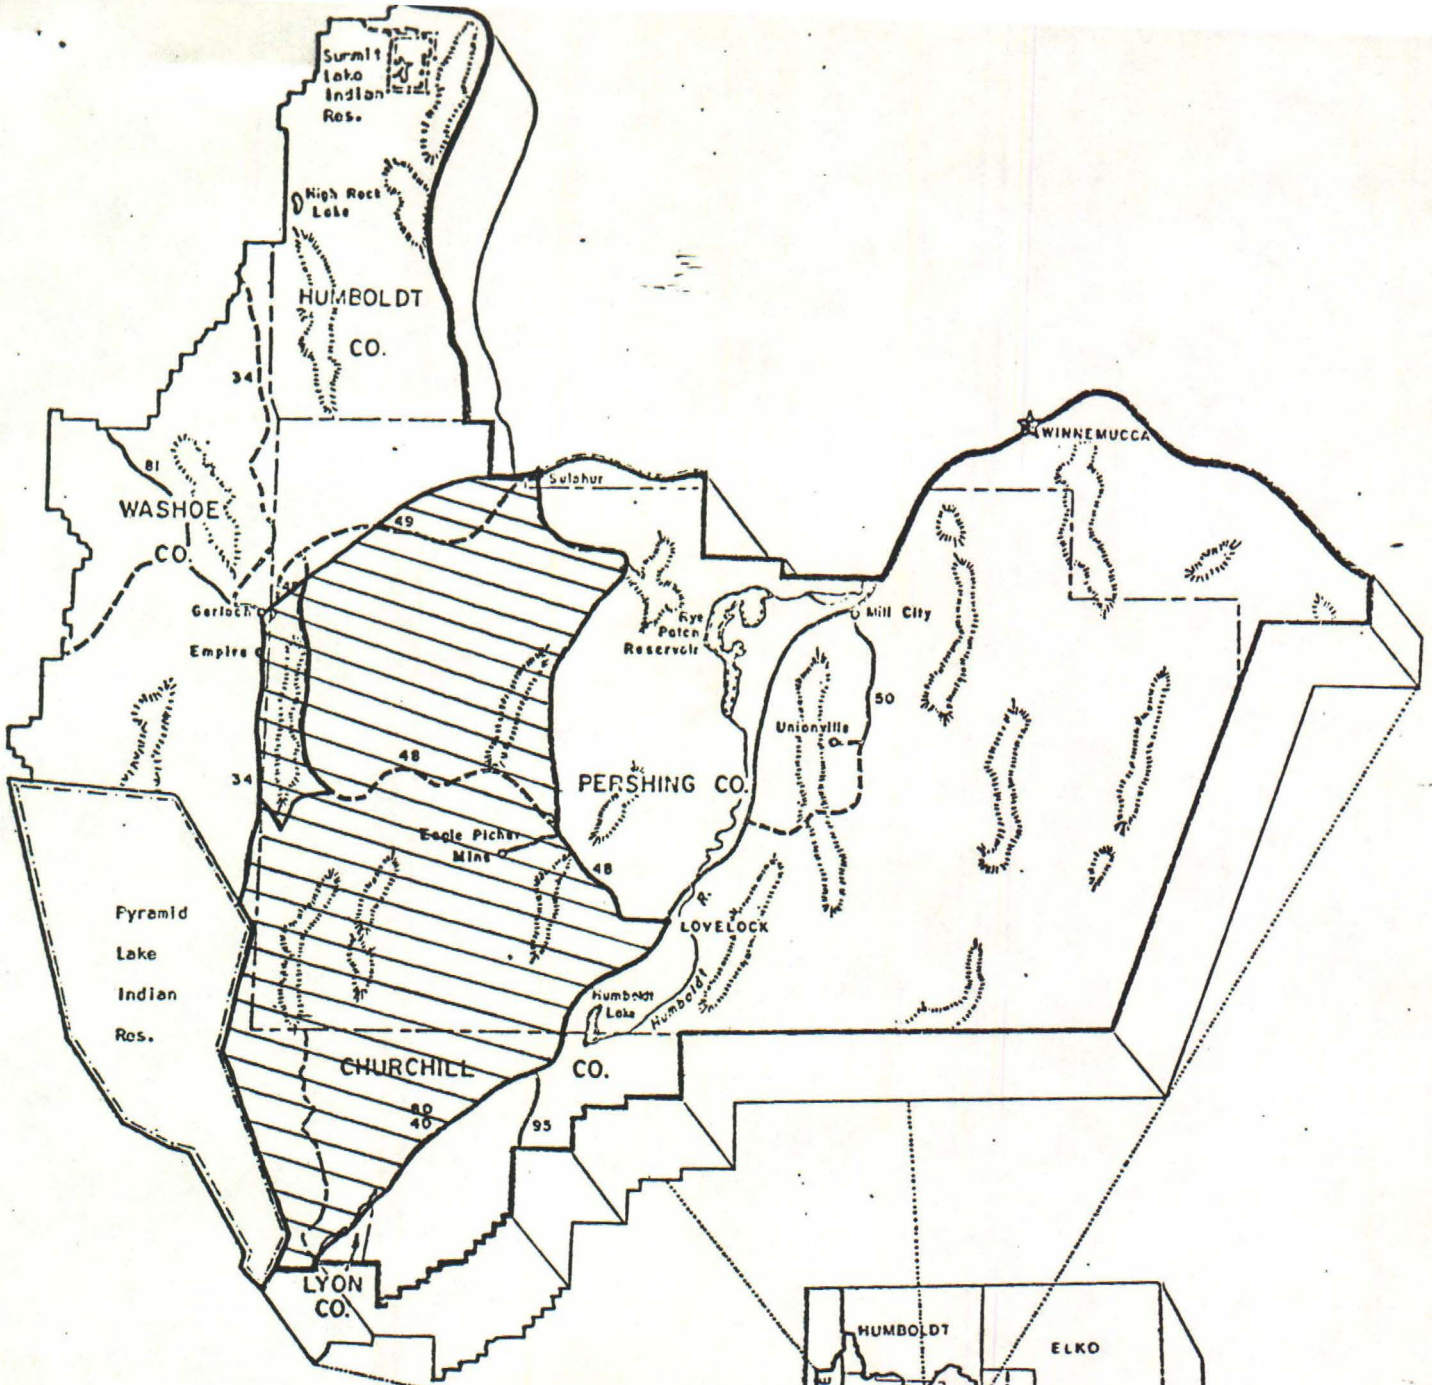 Summit
Lake
Indian
Res.
High Rock
Lake
HUMBOLDT
CO.
34
WINNEMUCCA
81
WASHOE
CO.
Sulphur
49
Gerlach
Empire
Rye
Patch
Reservoir
Mill City
50
Unionville
34
48
PERSHING CO.
Eagle Picher
Mine
48
R.
LOVELOCK
Pyramid
Lake
Indian
Res.
Humboldt
Lake
Humboldt
CHURCHILL
CO.
80
40
95
LYON
CO.
HUMBOLDT
ELKO